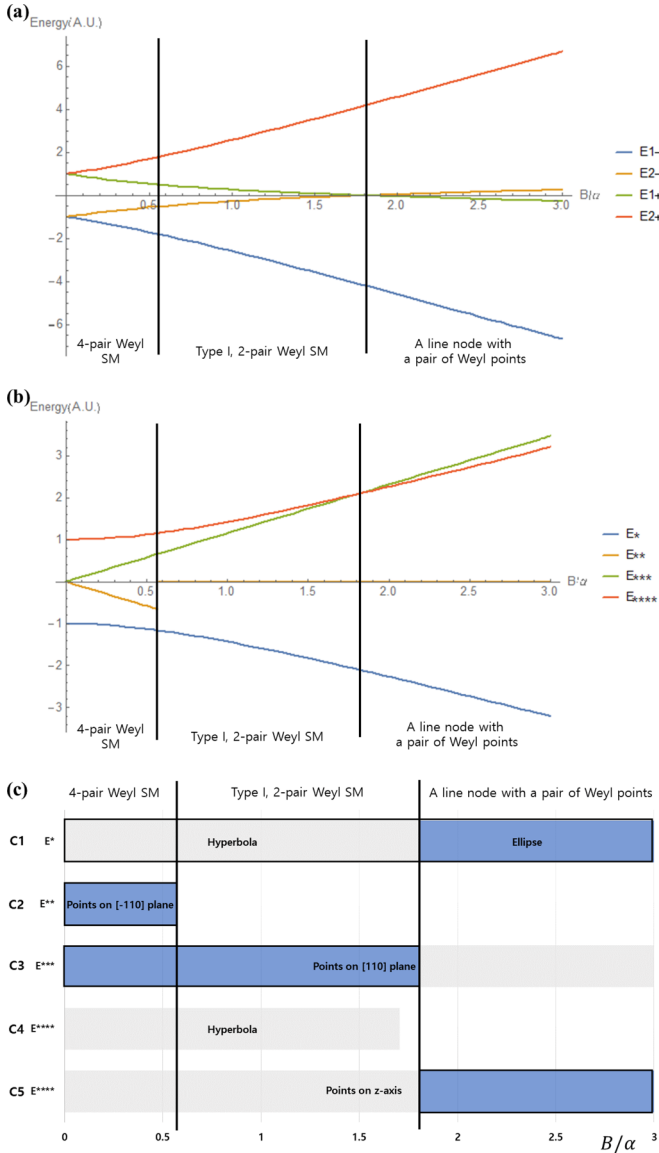 (a)
Energy(A.U.)
6
4
2
0.5
1.0
1.5
2.0
2.5
3.0
B/α
-2
-4
-6
E1-
E2-
E1+
E2+
4-pair Weyl
SM
Type I, 2-pair Weyl SM
A line node with
a pair of Weyl points
(b)
Energy(A.U.)
3
2
1
0.5
1.0
1.5
2.0
2.5
3.0
B'α
-1
-2
-3
E*
E**
E***
E****
4-pair Weyl
SM
Type I, 2-pair Weyl SM
A line node with
a pair of Weyl points
(c)
4-pair Weyl SM
Type I, 2-pair Weyl SM
A line node with a pair of Weyl points
C1 E* Hyperbola Ellipse
C2 E** Points on [-110] plane
C3 E*** Points on [110] plane
C4 E**** Hyperbola
C5 E**** Points on z-axis
0 0.5 1 1.5 2 2.5 3
B/α